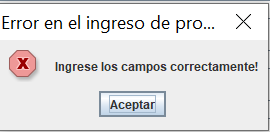 Error en el ingreso de pro...
Ingrese los campos correctamente!
Aceptar